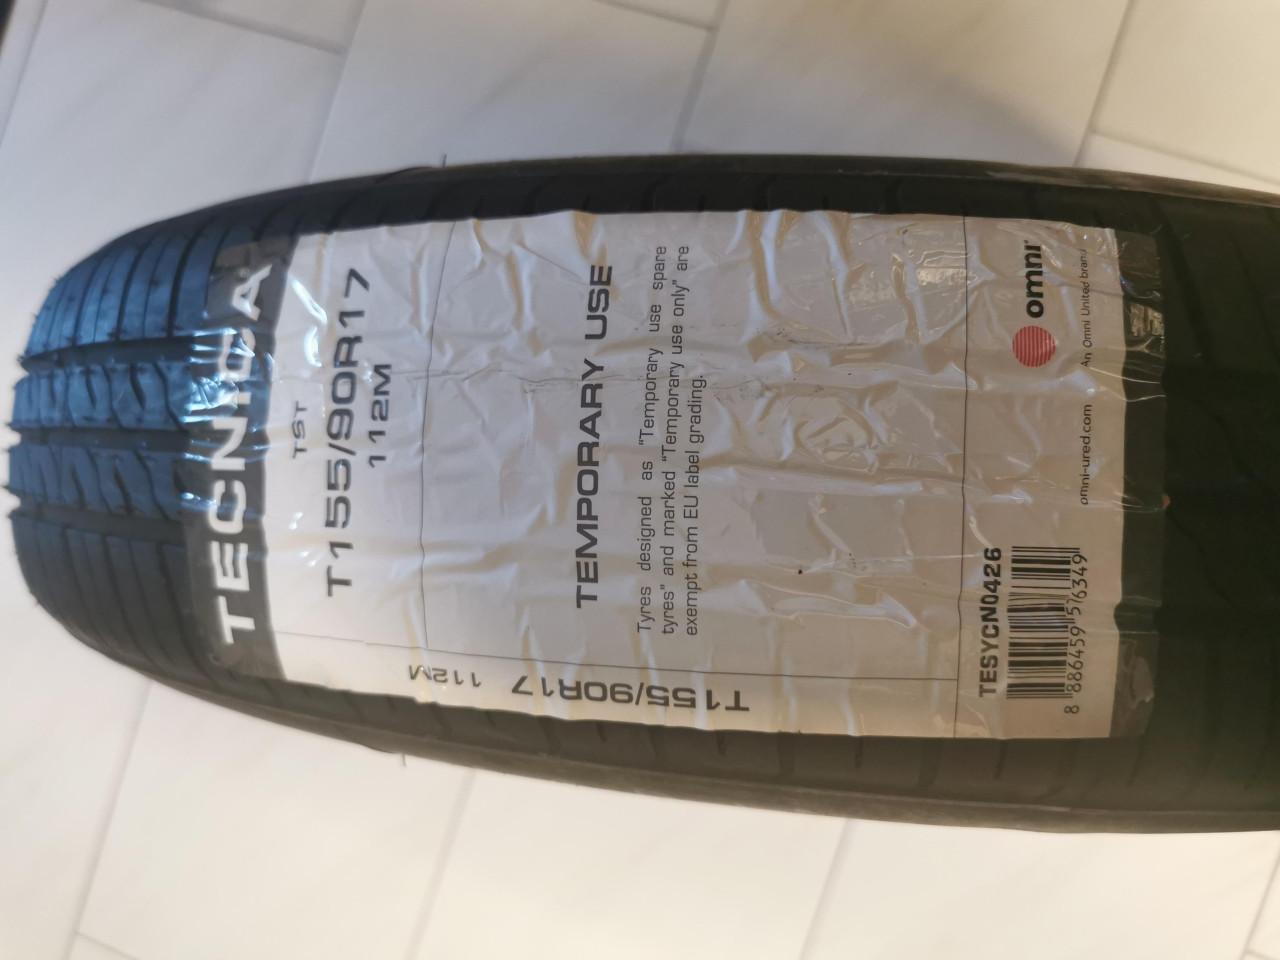 TECNICA
TST
T155/90R17
112M
TEMPORARY USE
Tyres designed as "Temporary use spare
tyres" and marked "Temporary use only" are
exempt from EU label grading.
T155/90R17 112M
TESYCN0426
8 886459 576349
omni
An Omni United brand
omni-ured.com